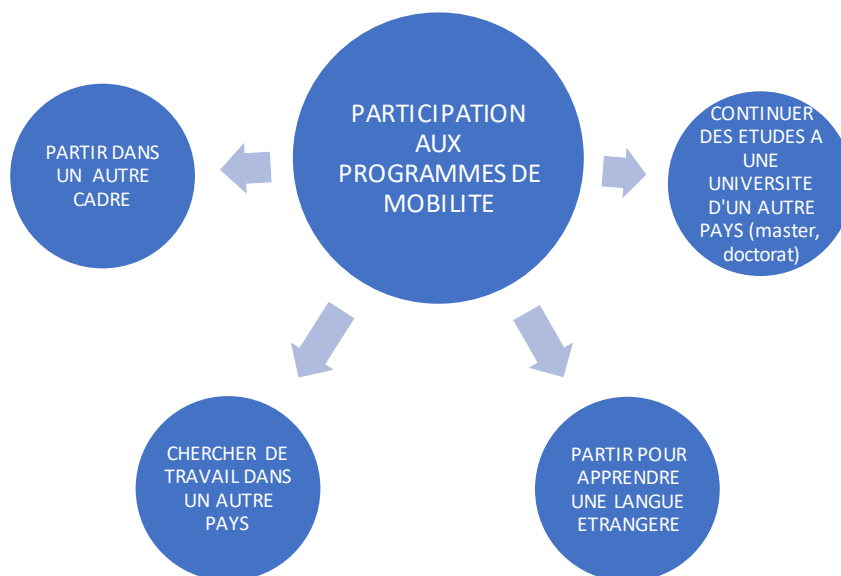 PARTICIPATION
AUX
PROGRAMMES DE
MOBILITE
PARTIR DANS
UN AUTRE
CADRE
CONTINUER
DES ETUDES A
UNE
UNIVERSITE
D'UN AUTRE
PAYS (master,
doctorat)
CHERCHER DE
TRAVAIL DANS
UN AUTRE
PAYS
PARTIR POUR
APPRENDRE
UNE LANGUE
ETRANGERE